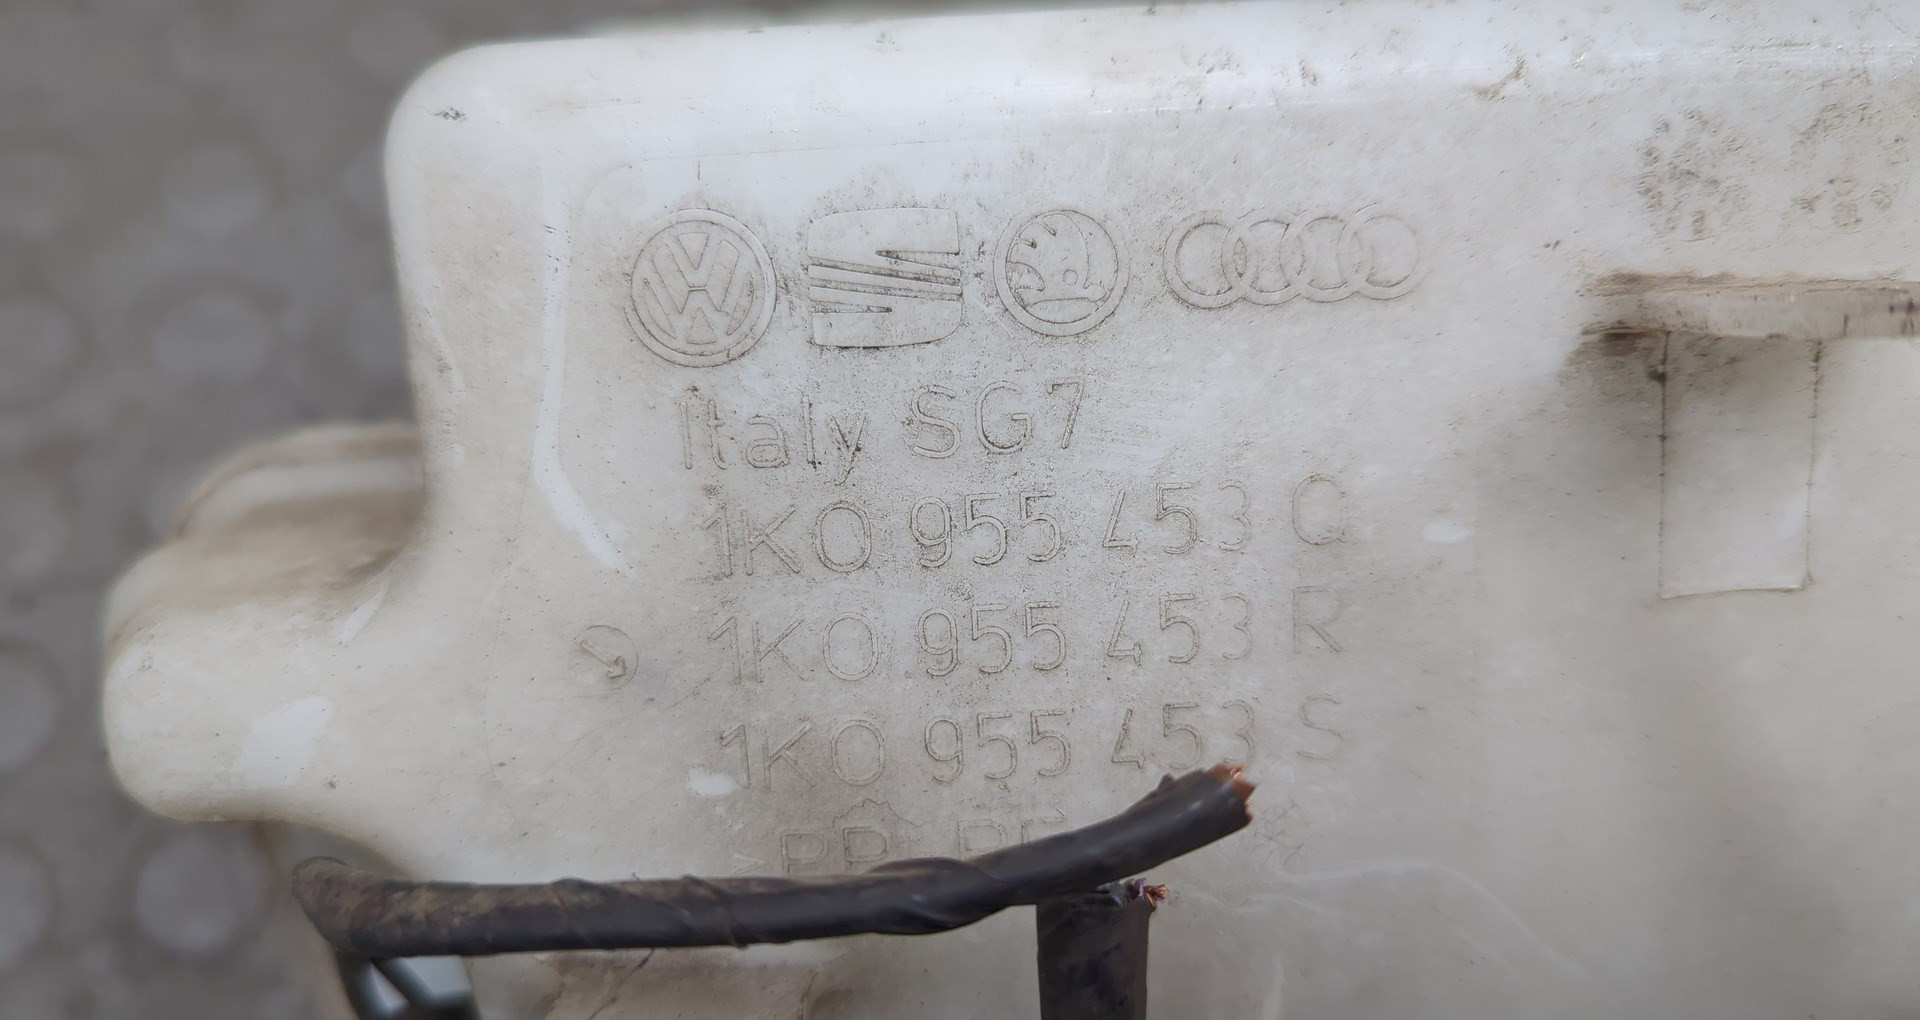 Italy SG7
1K0 955 453 Q
1K0 955 453 R
1K0 955 453 S